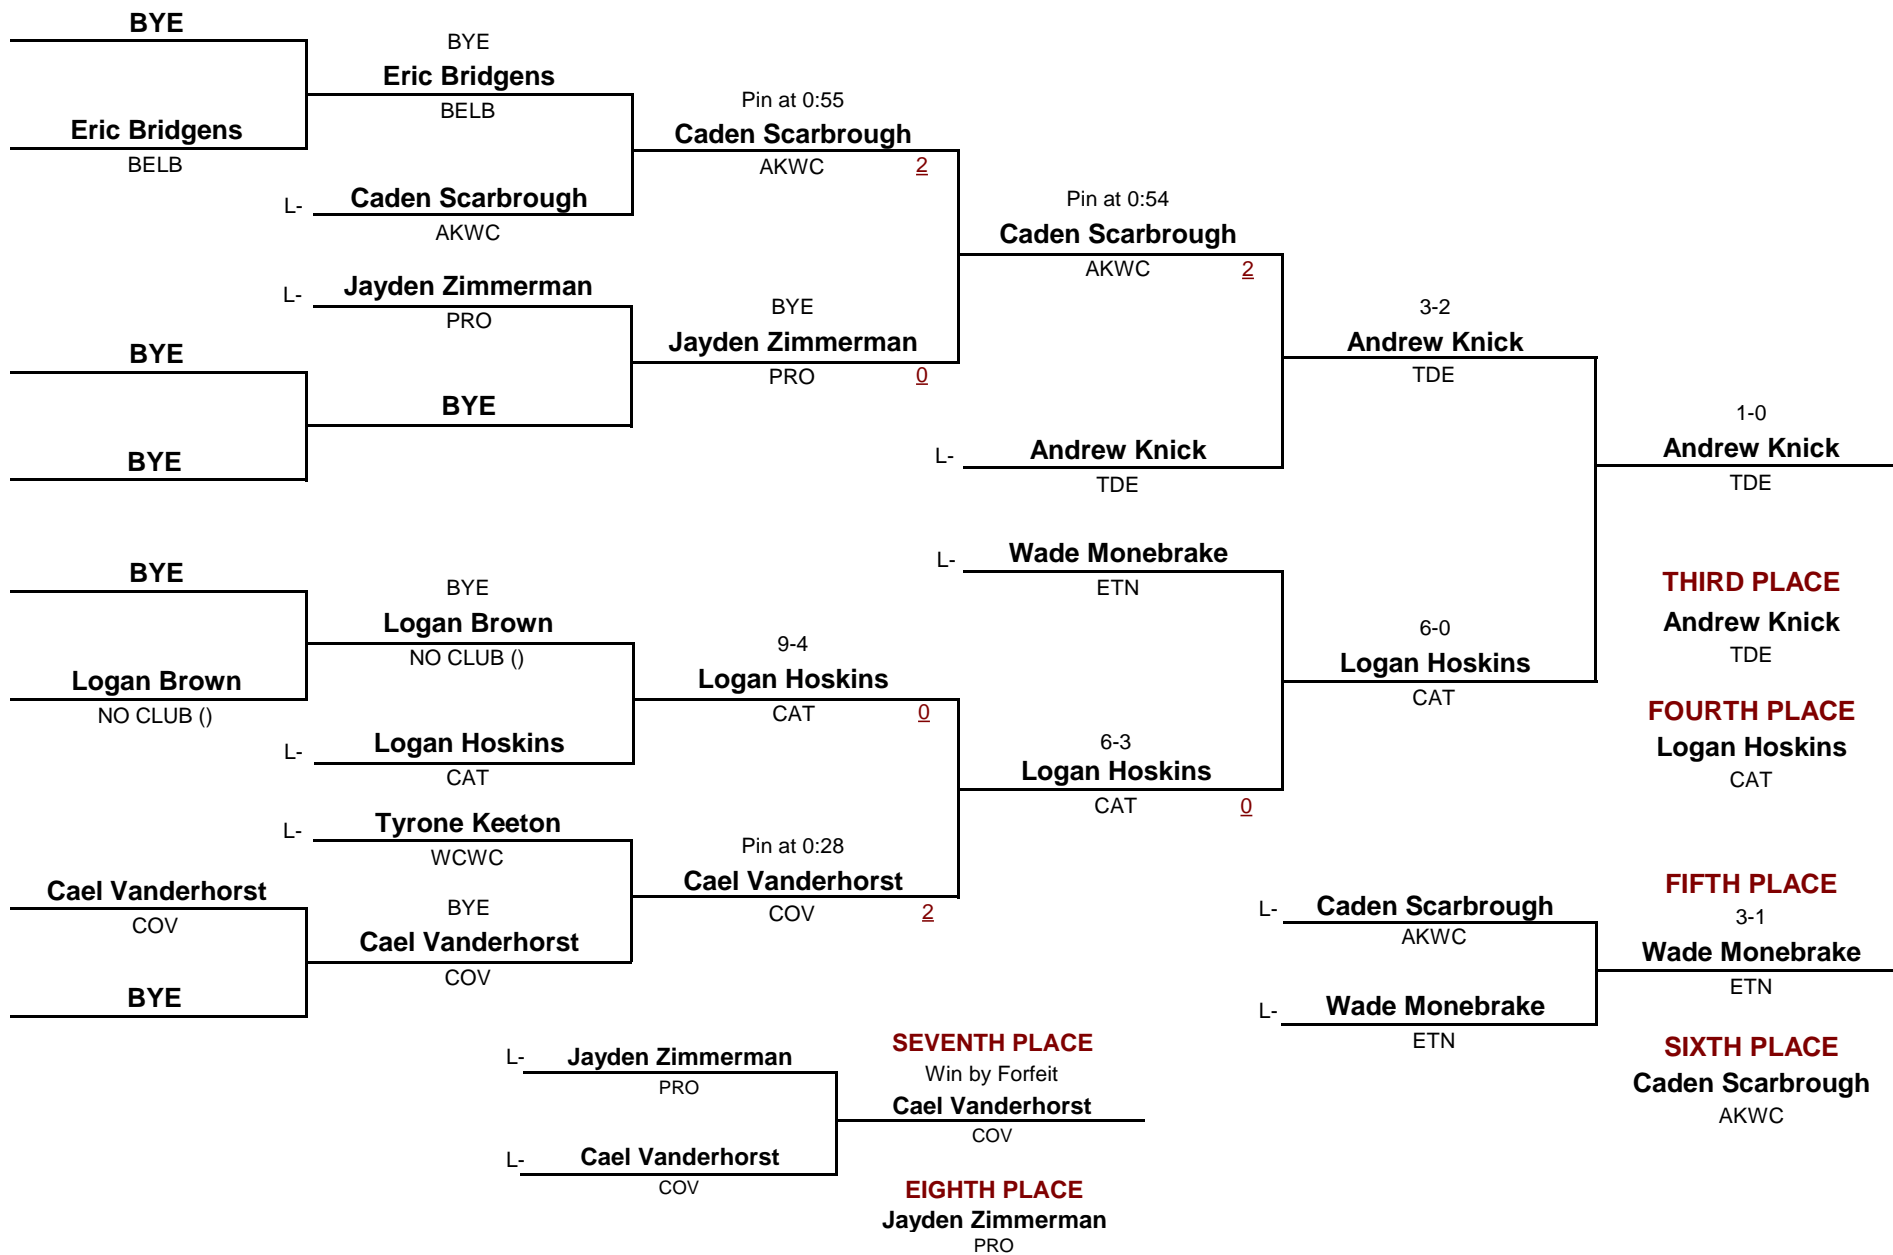 BYE
Eric Bridgens
BELB
BYE
Eric Bridgens
BELB
L-
Caden Scarbrough
AKWC
Pin at 0:55
Caden Scarbrough
AKWC
2
L-
Jayden Zimmerman
PRO
BYE
BYE
BYE
BYE
Jayden Zimmerman
PRO
0
Pin at 0:54
Caden Scarbrough
AKWC
2
L-
Andrew Knick
TDE
3-2
Andrew Knick
TDE
1-0
Andrew Knick
TDE
BYE
Logan Brown
NO CLUB ()
BYE
Logan Brown
NO CLUB ()
L-
Logan Hoskins
CAT
9-4
Logan Hoskins
CAT
0
L-
Tyrone Keeton
WCWC
Cael Vanderhorst
COV
BYE
BYE
Cael Vanderhorst
COV
Pin at 0:28
Cael Vanderhorst
COV
2
L-
Wade Monebrake
ETN
6-3
Logan Hoskins
CAT
0
6-0
Logan Hoskins
CAT
THIRD PLACE
Andrew Knick
TDE
FOURTH PLACE
Logan Hoskins
CAT
L-
Caden Scarbrough
AKWC
L-
Wade Monebrake
ETN
FIFTH PLACE
3-1
Wade Monebrake
ETN
SIXTH PLACE
Caden Scarbrough
AKWC
L-
Jayden Zimmerman
PRO
L-
Cael Vanderhorst
COV
SEVENTH PLACE
Win by Forfeit
Cael Vanderhorst
COV
EIGHTH PLACE
Jayden Zimmerman
PRO